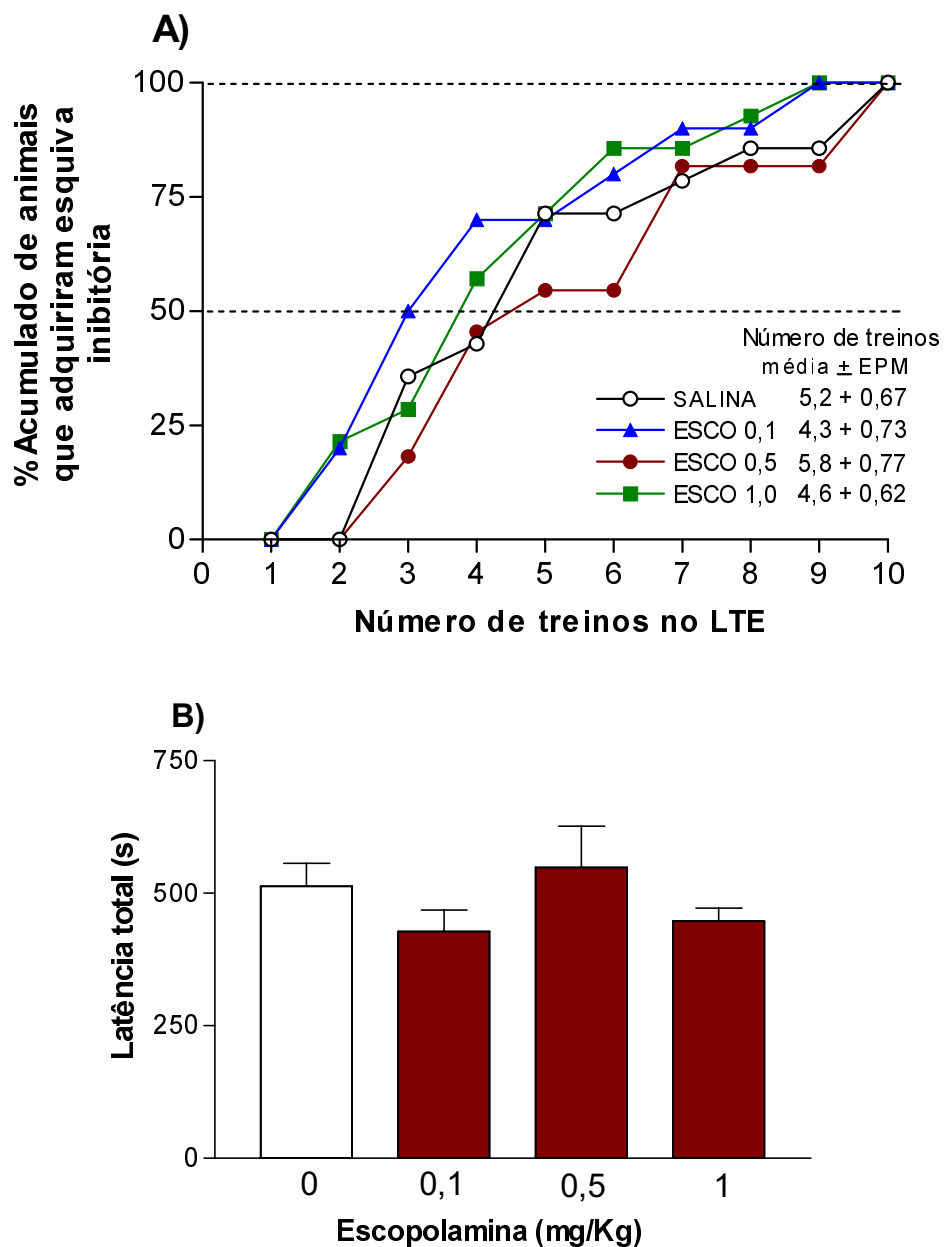 A)
% Acumulado de animais
que adquiriram esquiva
inibitória
100
75
50
25
0
0 1 2 3 4 5 6 7 8 9 10
Número de treinos no LTE
Número de treinos
média ± EPM
SALINA 5,2 + 0,67
ESCO 0,1 4,3 + 0,73
ESCO 0,5 5,8 + 0,77
ESCO 1,0 4,6 + 0,62
B)
Latência total (s)
750
500
250
0
0 0,1 0,5 1
Escopolamina (mg/Kg)